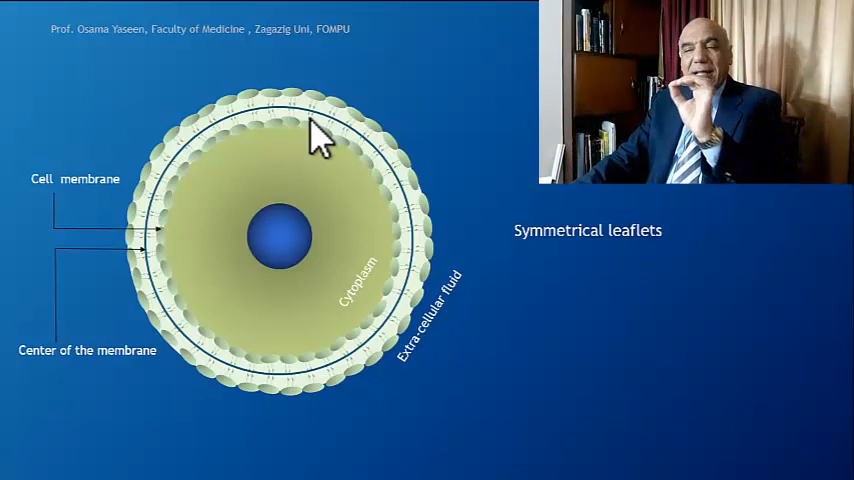 Prof. Osama Yaseen, Faculty of Medicine , Zagazig Uni, FOMPU
Cell membrane
Symmetrical leaflets
Cytoplasm
Extra-cellular fluid
Center of the membrane